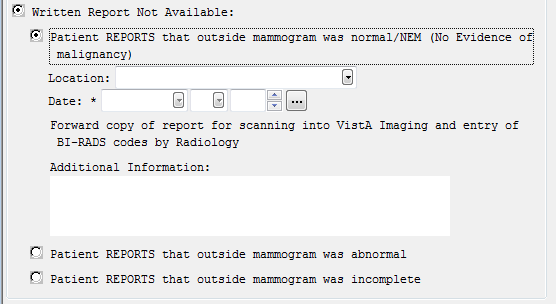 Written Report Not Available:
Patient REPORTS that outside mammogram was normal/NEM (No Evidence of
malignancy)
Location:
Date: *
...
Forward copy of report for scanning into VistA Imaging and entry of
BI-RADS codes by Radiology
Additional Information:
Patient REPORTS that outside mammogram was abnormal
Patient REPORTS that outside mammogram was incomplete